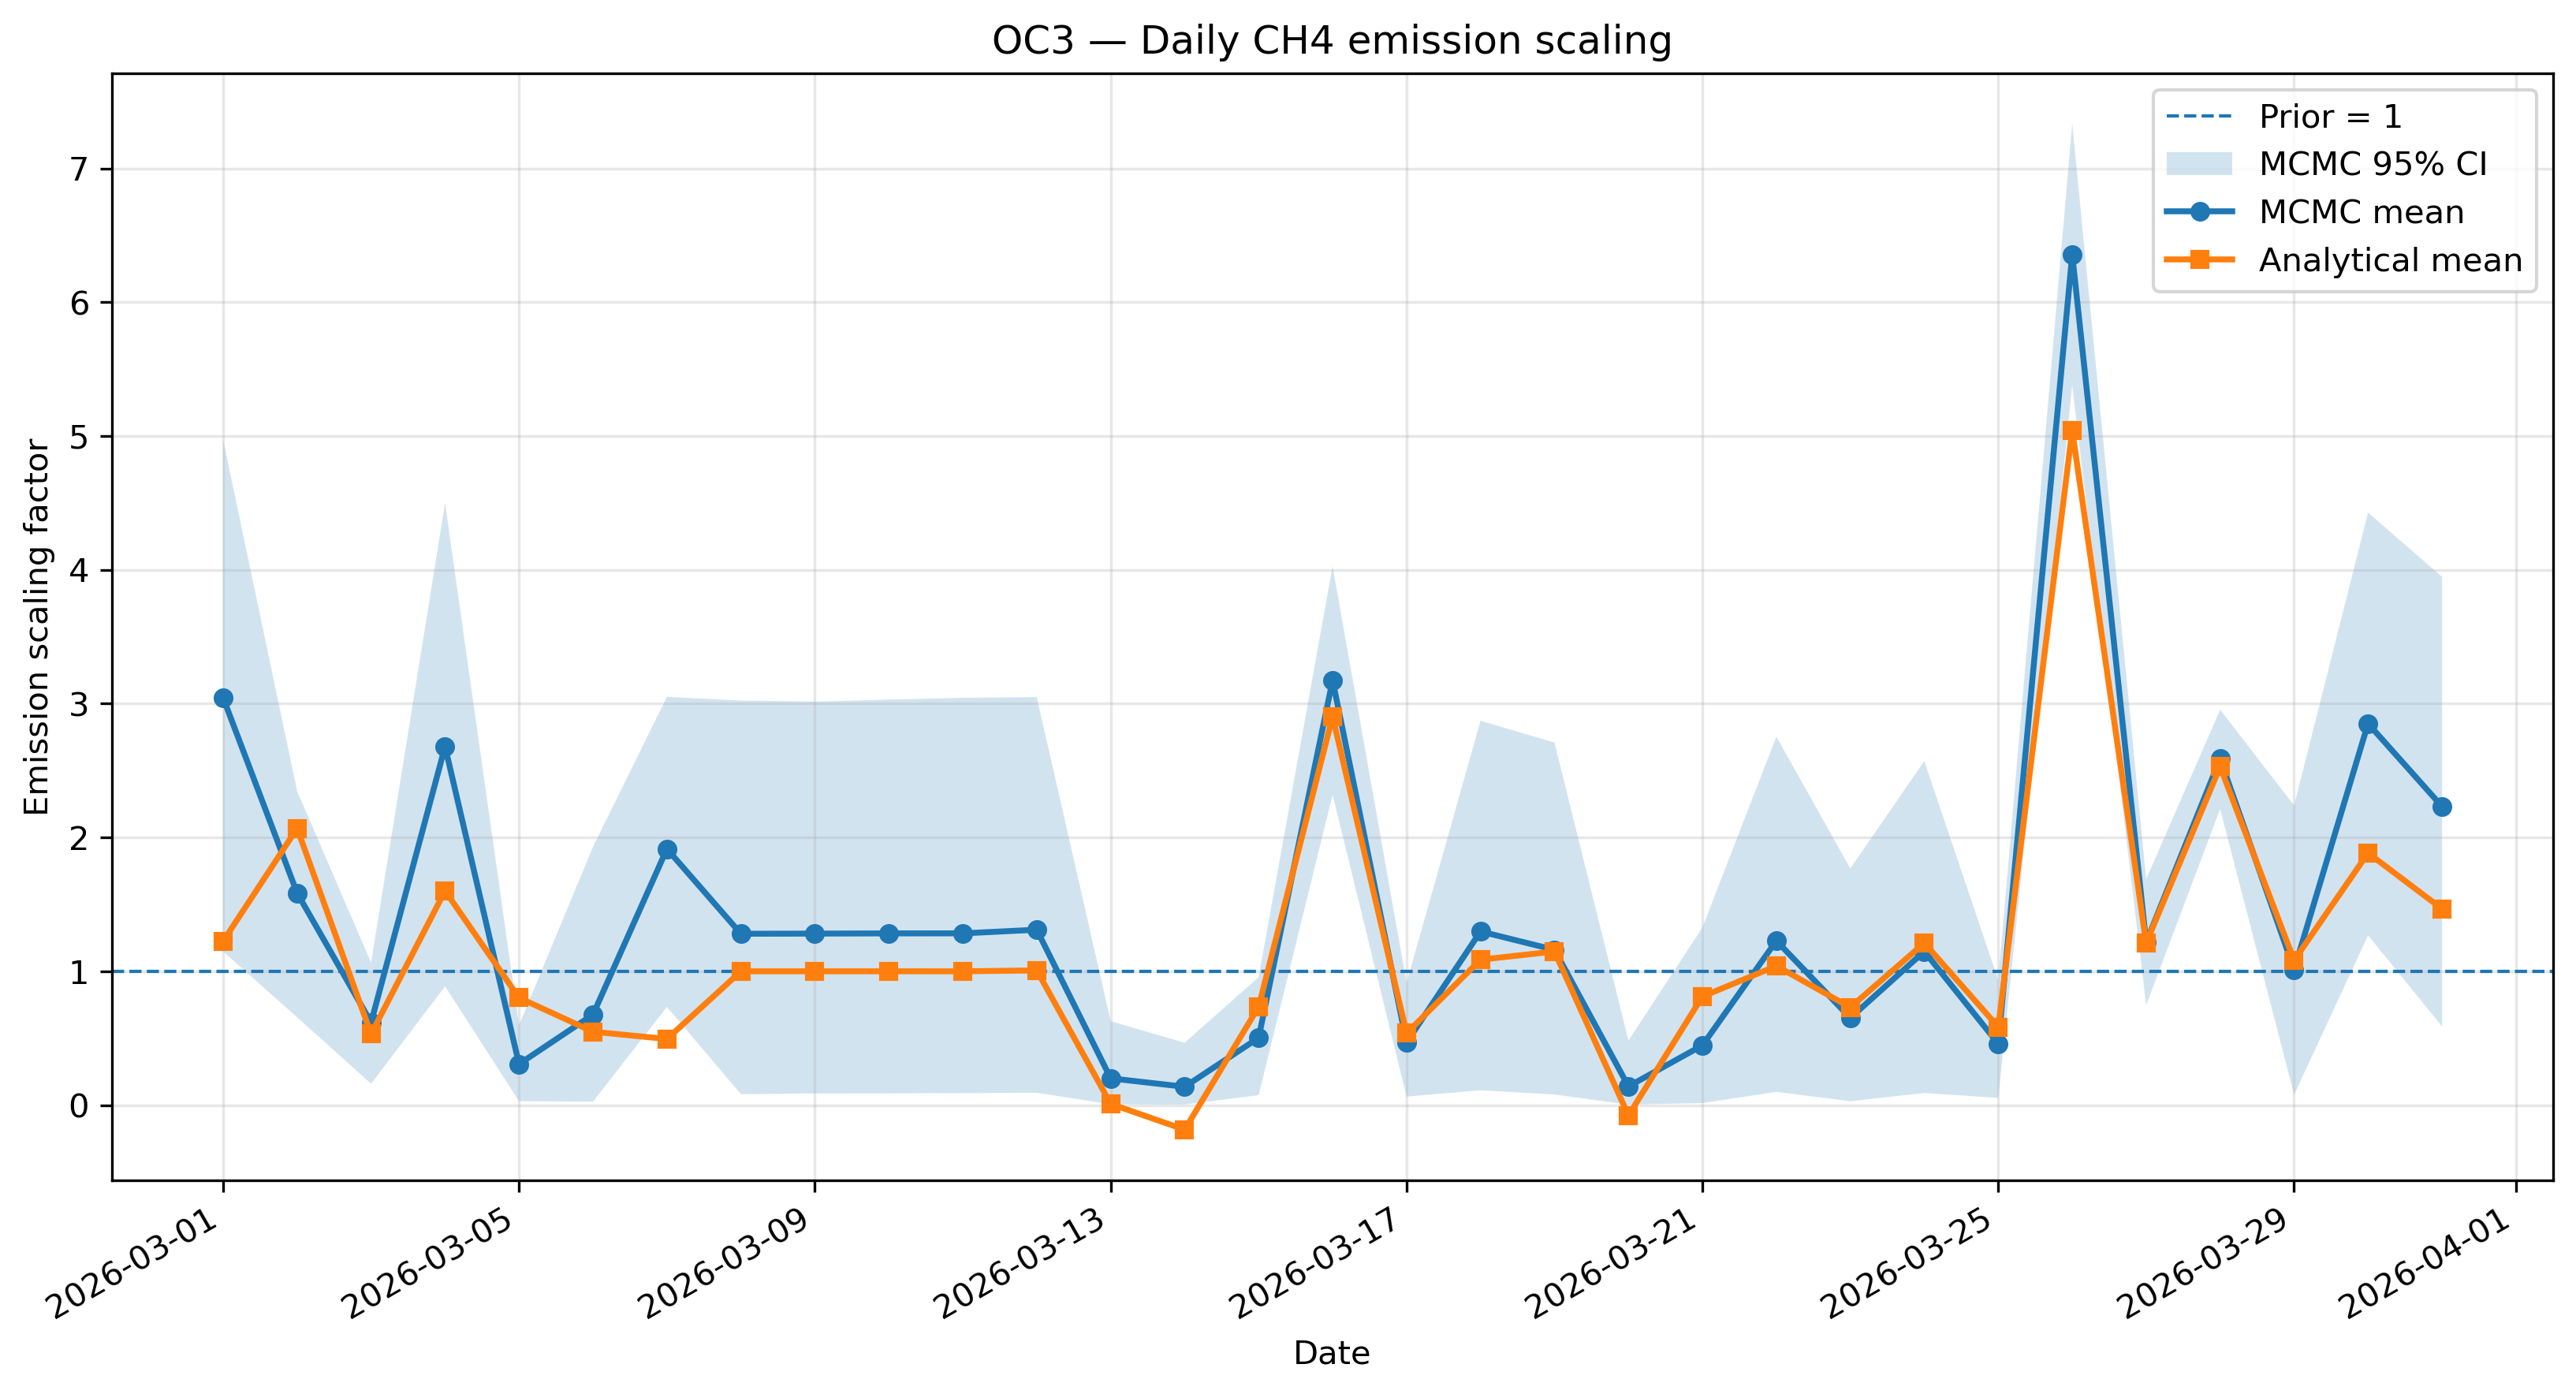 OC3 — Daily CH4 emission scaling
Prior = 1
MCMC 95% CI
MCMC mean
Analytical mean
Emission scaling factor
7
6
5
4
3
2
1
0
2026-03-01
2026-03-05
2026-03-09
2026-03-13
2026-03-17
2026-03-21
2026-03-25
2026-03-29
2026-04-01
Date